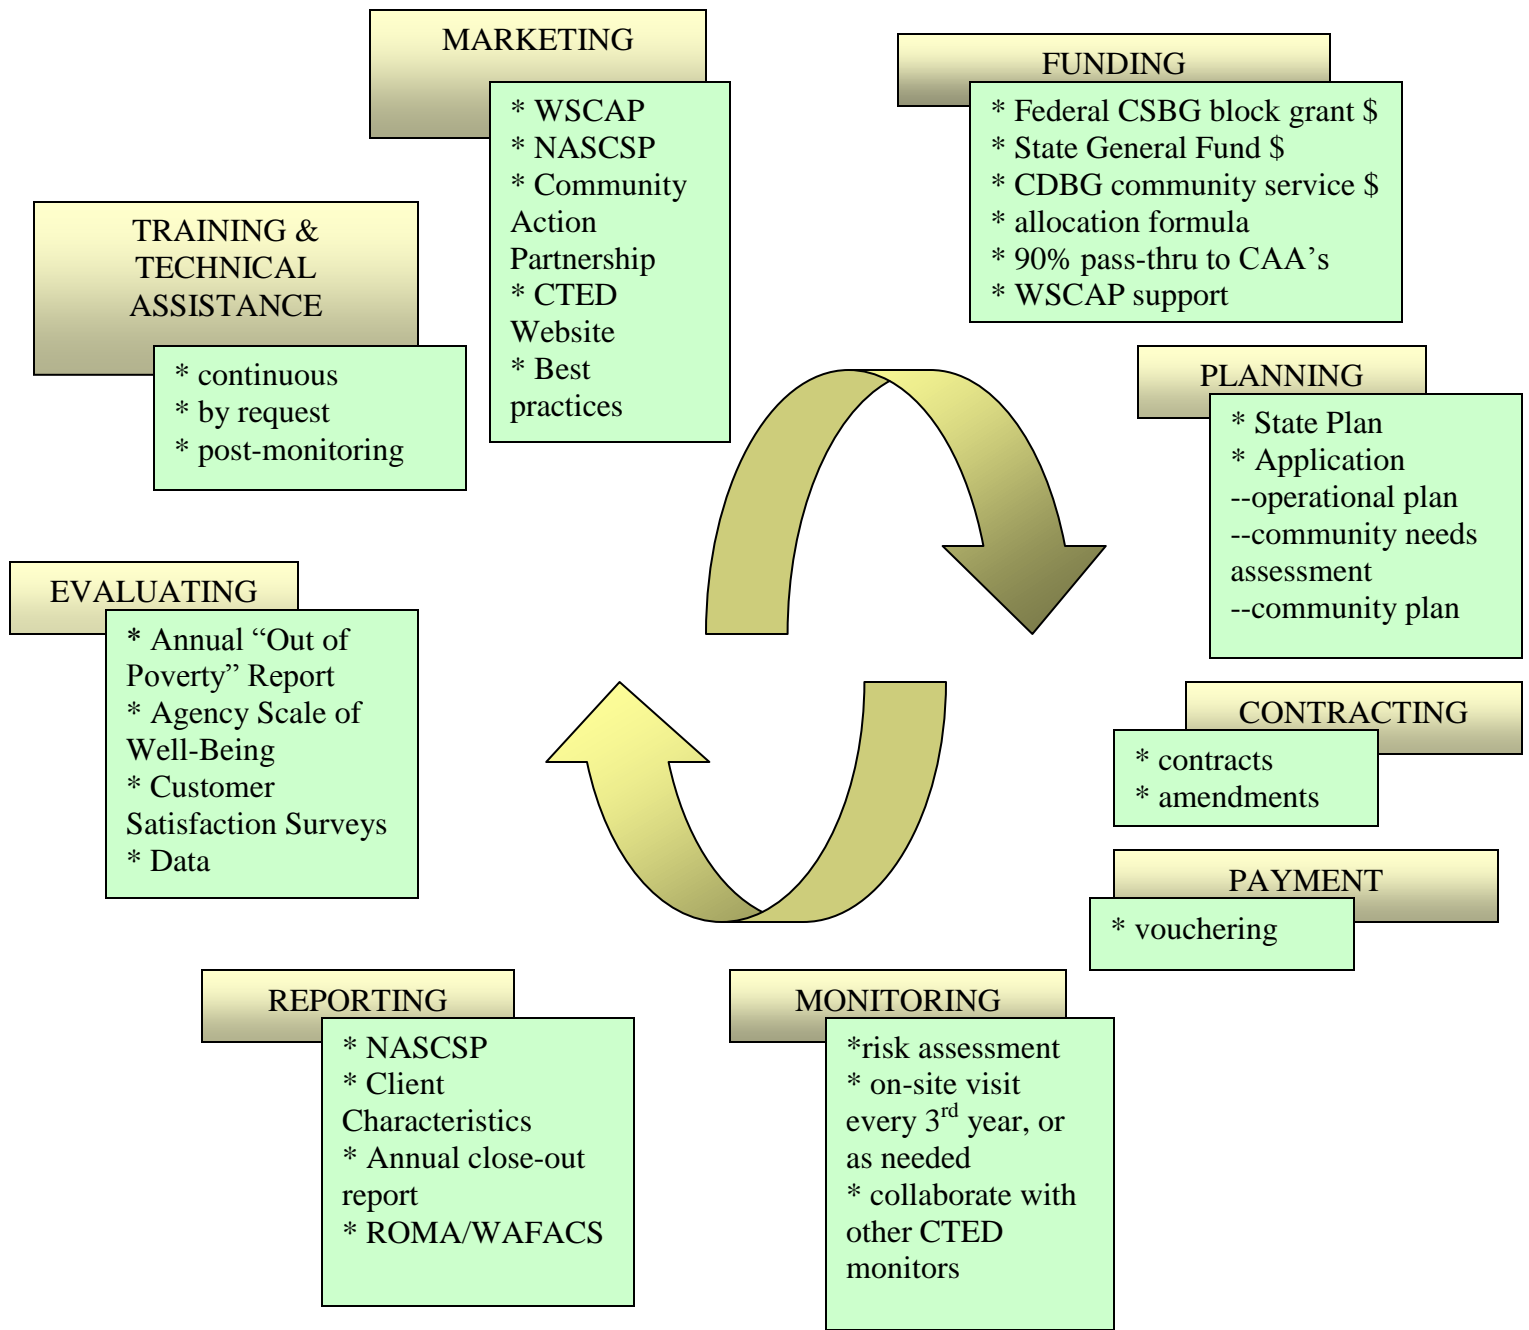 MARKETING
* WSCAP
* NASCSP
* Community
Action
Partnership
* CTED
Website
* Best
practices
FUNDING
* Federal CSBG block grant $
* State General Fund $
* CDBG community service $
* allocation formula
* 90% pass-thru to CAA’s
* WSCAP support
TRAINING &
TECHNICAL
ASSISTANCE
* continuous
* by request
* post-monitoring
PLANNING
* State Plan
* Application
--operational plan
--community needs
assessment
--community plan
EVALUATING
* Annual “Out of
Poverty” Report
* Agency Scale of
Well-Being
* Customer
Satisfaction Surveys
* Data
CONTRACTING
* contracts
* amendments
PAYMENT
* vouchering
REPORTING
* NASCSP
* Client
Characteristics
* Annual close-out
report
* ROMA/WAFACS
MONITORING
*risk assessment
* on-site visit
every 3rd year, or
as needed
* collaborate with
other CTED
monitors